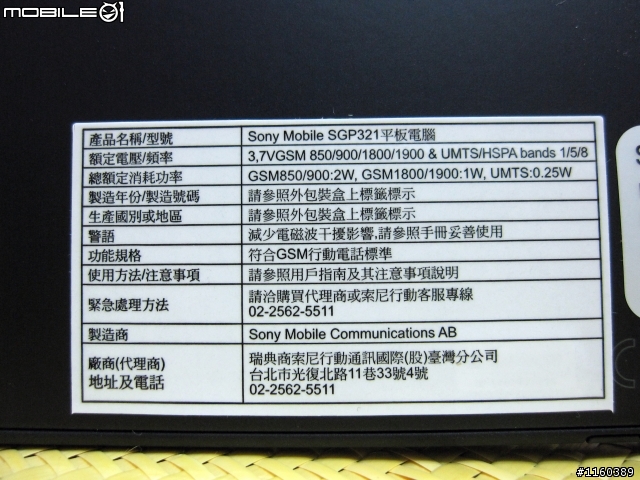 MOBILE01
產品名稱/型號 Sony Mobile SGP321平板電腦
額定電壓/頻率 3,7VGSM 850/900/1800/1900 & UMTS/HSPA bands 1/5/8
總額定消耗功率 GSM850/900:2W, GSM1800/1900:1W, UMTS:0.25W
製造年份/製造號碼 請參照外包裝盒上標籤標示
生產國別或地區 請參照外包裝盒上標籤標示
警語 減少電磁波干擾影響,請參照手冊妥善使用
功能規格 符合GSM行動電話標準
使用方法/注意事項 請參照用戶指南及其注意事項說明
緊急處理方法 請洽購買代理商或索尼行動客服專線
02-2562-5511
製造商 Sony Mobile Communications AB
廠商(代理商) 瑞典商索尼行動通訊國際(股)臺灣分公司
地址及電話 台北市光復北路11巷33號4號
02-2562-5511
#1160389